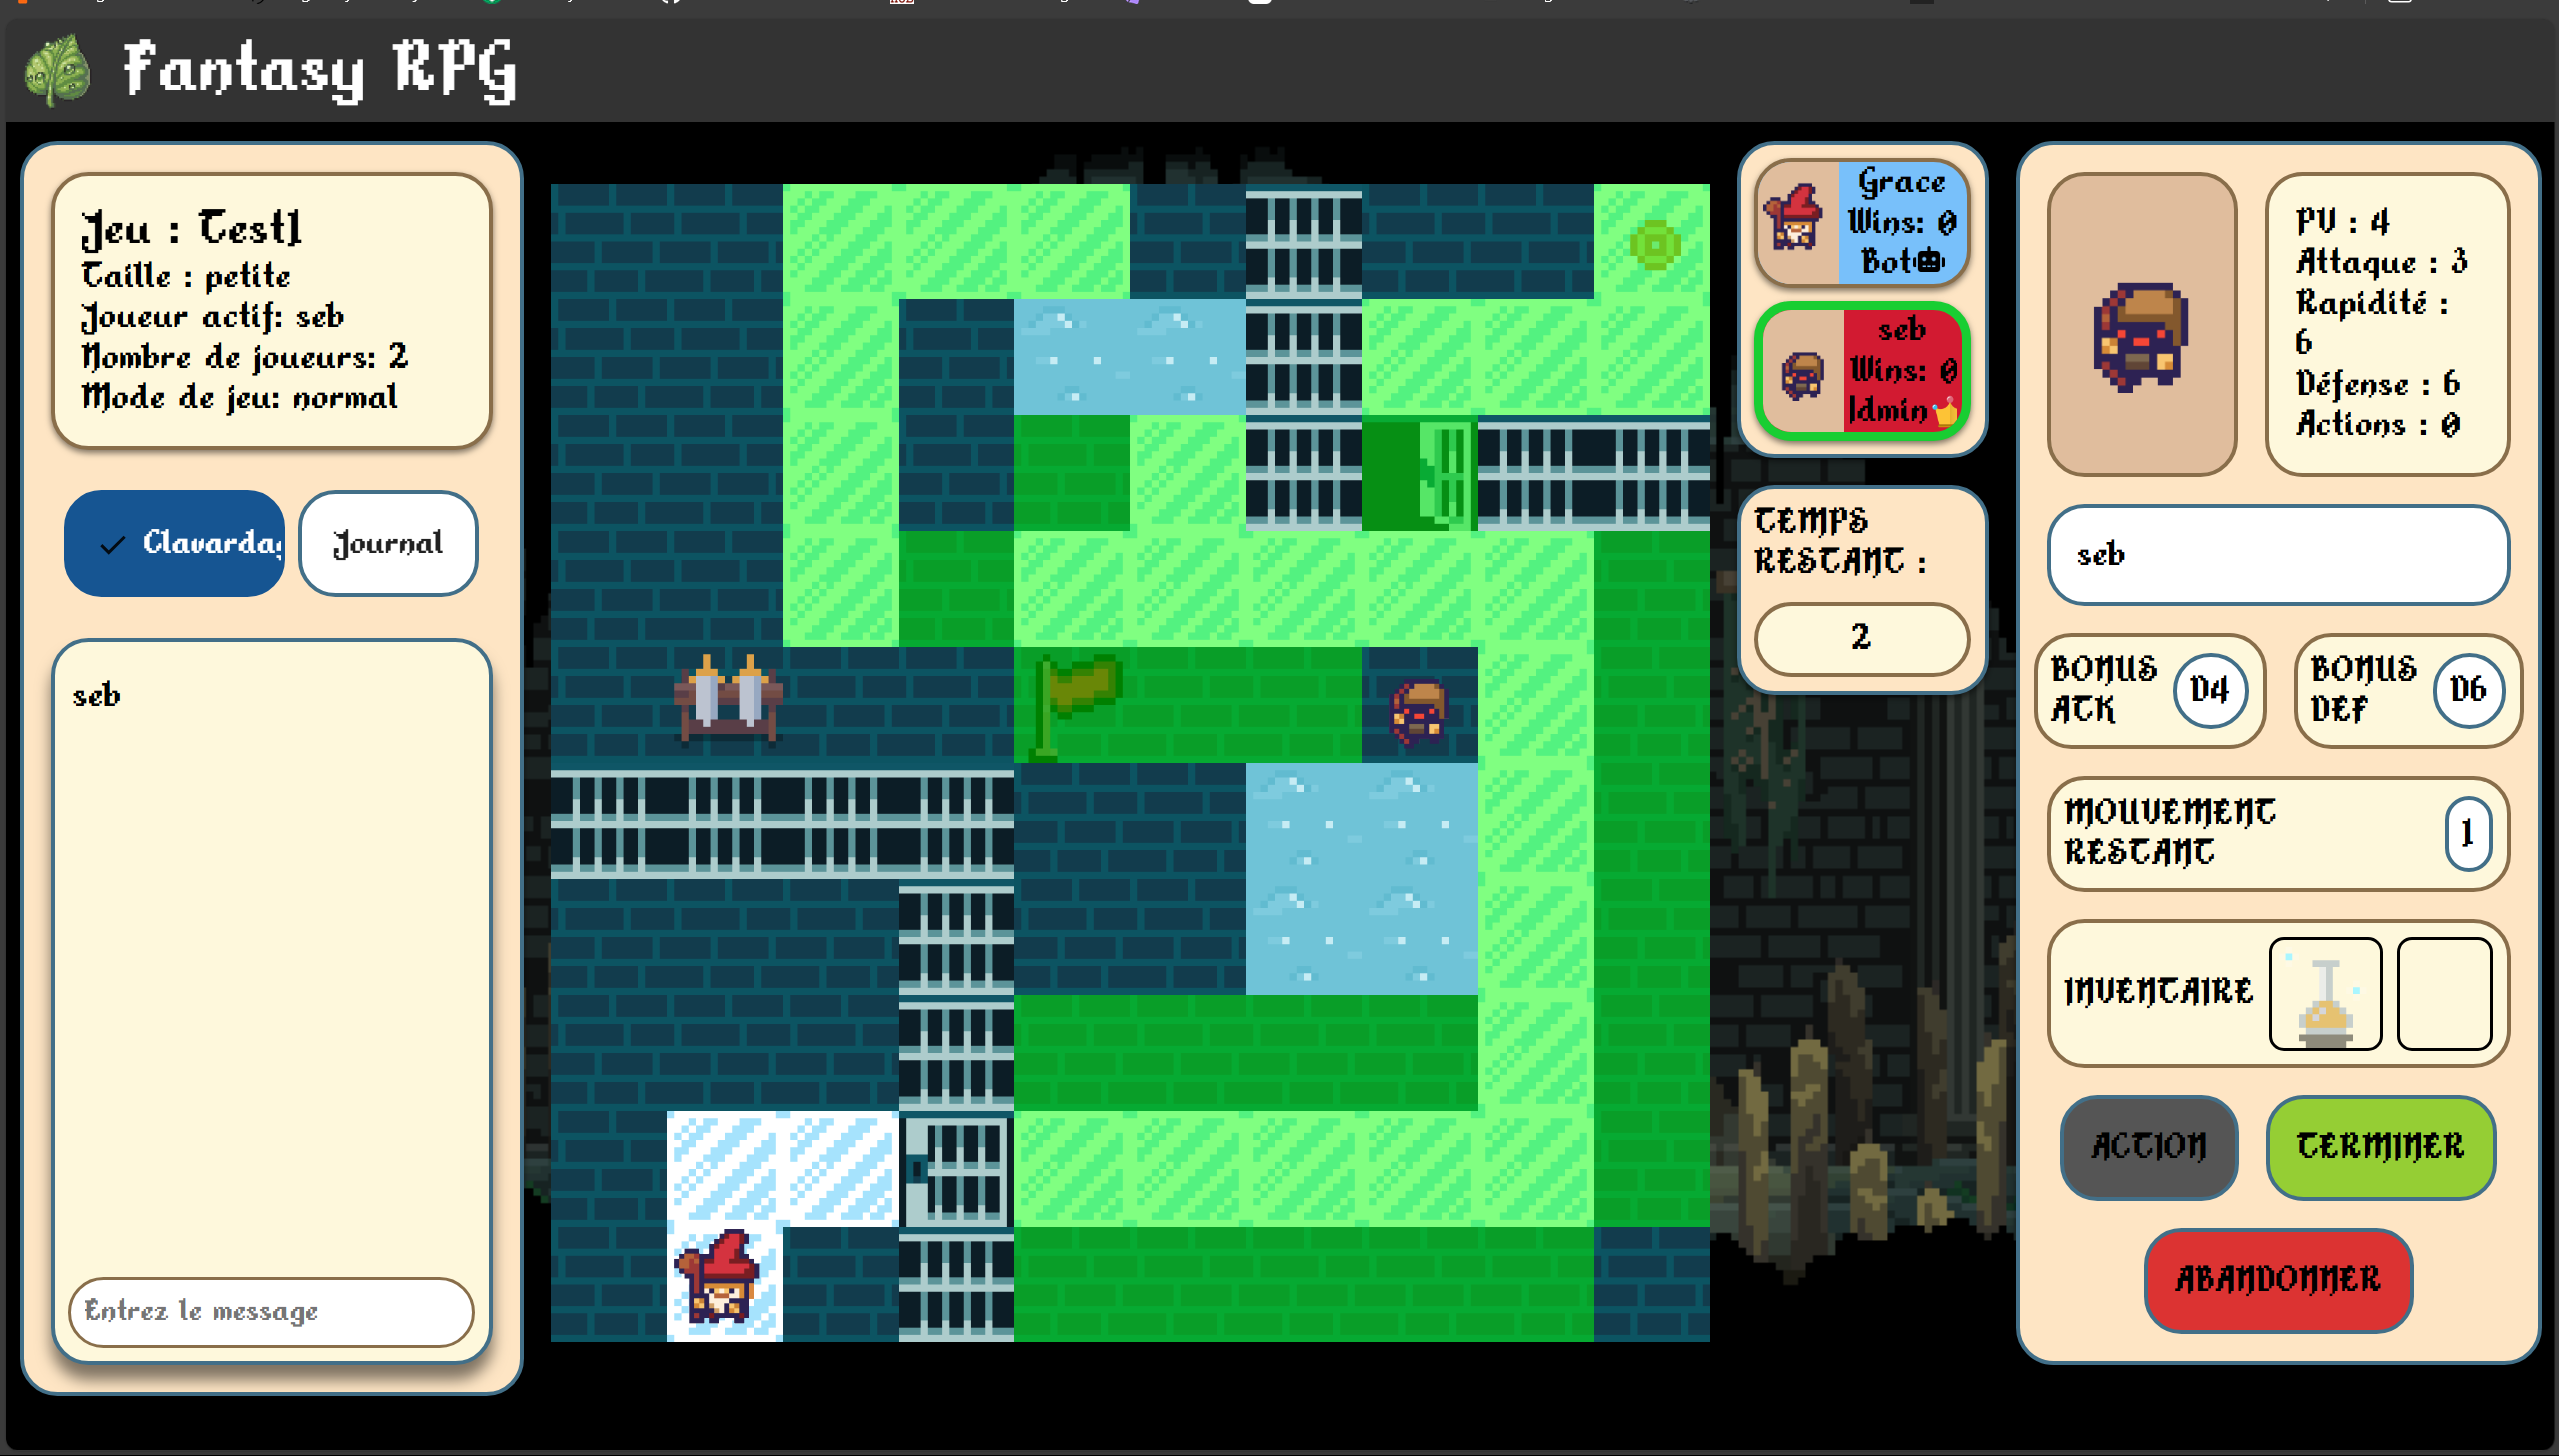 Fantasy RPG
Jeu : Test1
Taille : petite
Joueur actif: seb
Nombre de joueurs: 2
Mode de jeu: normal
Journal
seb
Entrez le message
Grace
Wins: 0
Bot
seb
Wins: 0
Admin
TEMPS
RESTANT :
2
PV : 4
Attaque : 3
Rapidité :
6
Défense : 6
Actions : 0
seb
BONUS
ATK
D4
BONUS
DEF
D6
MOUVEMENT
RESTANT
1
INVENTAIRE
ACTION
TERMINER
ABANDONNER